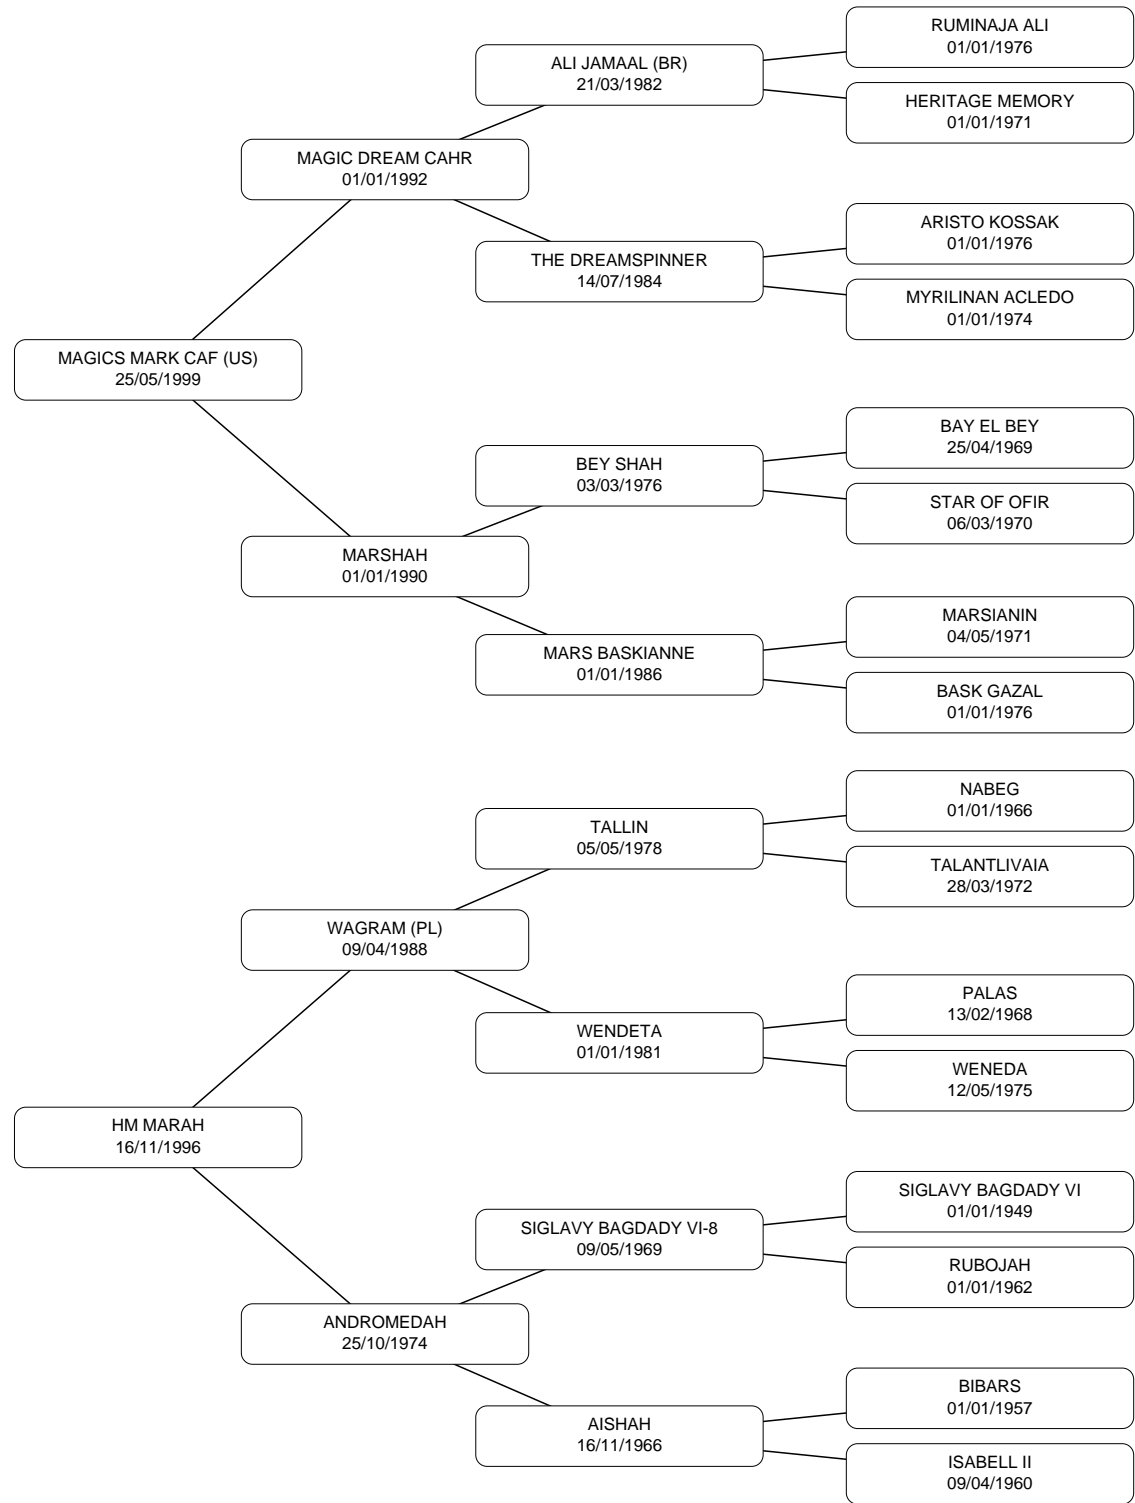 RUMINAJA ALI
01/01/1976
ALI JAMAAL (BR)
21/03/1982
HERITAGE MEMORY
01/01/1971
MAGIC DREAM CAHR
01/01/1992
ARISTO KOSSAK
01/01/1976
THE DREAMSPINNER
14/07/1984
MYRILINAN ACLEDO
01/01/1974
MAGICS MARK CAF (US)
25/05/1999
BAY EL BEY
25/04/1969
BEY SHAH
03/03/1976
STAR OF OFIR
06/03/1970
MARSHAH
01/01/1990
MARSIANIN
04/05/1971
MARS BASKIANNE
01/01/1986
BASK GAZAL
01/01/1976
NABEG
01/01/1966
TALLIN
05/05/1978
TALANTLIVAIA
28/03/1972
WAGRAM (PL)
09/04/1988
PALAS
13/02/1968
WENDETA
01/01/1981
WENEDA
12/05/1975
HM MARAH
16/11/1996
SIGLAVY BAGDADY VI
01/01/1949
SIGLAVY BAGDADY VI-8
09/05/1969
RUBOJAH
01/01/1962
ANDROMEDAH
25/10/1974
BIBARS
01/01/1957
AISHAH
16/11/1966
ISABELL II
09/04/1960